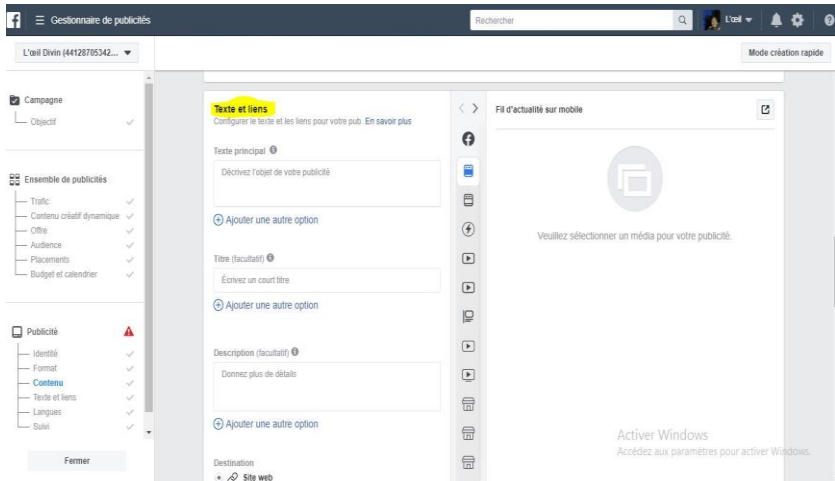 Gestionnaire de publicités
Rechercher
L'œil
L'œil Divin (44128705342...
Mode création rapide
Campagne
Objectif
Ensemble de publicités
Trafic
Contenu créatif dynamique
Offre
Audience
Placements
Budget et calendrier
Publicité
Identité
Format
Contenu
Texte et liens
Langues
Suivi
Fermer
Texte et liens
Configurer le texte et les liens pour votre pub. En savoir plus
Texte principal
Décrivez l'objet de votre publicité
Ajouter une autre option
Titre (facultatif)
Écrivez un court titre
Ajouter une autre option
Description (facultatif)
Donnez plus de détails
Ajouter une autre option
Destination
Site web
Fil d'actualité sur mobile
Veuillez sélectionner un média pour votre publicité.
Activer Windows
Accédez aux paramètres pour activer Windows.